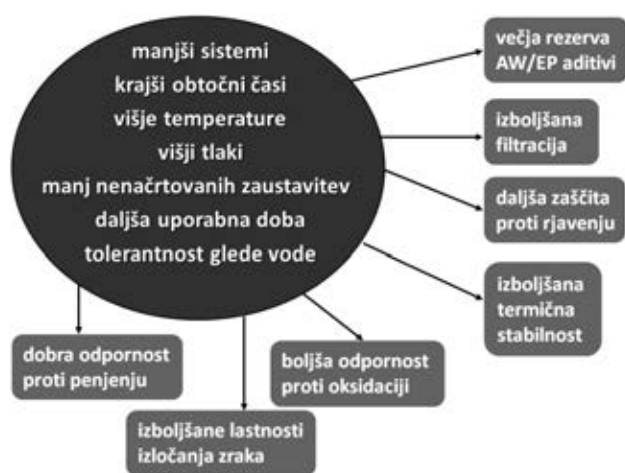 manjši sistemi
krajši obtočni časi
višje temperature
višji tlaki
manj nenačrtovanih zaustavitev
daljša uporabna doba
tolerantnost glede vode
večja rezerva
AW/EP aditivi
izboljšana
filtracija
daljša zaščita
proti rjavenju
izboljšana
termična
stabilnost
boljša odpornost
proti oksidaciji
izboljšane lastnosti
izločanja zraka
dobra odpornost
proti penjenju